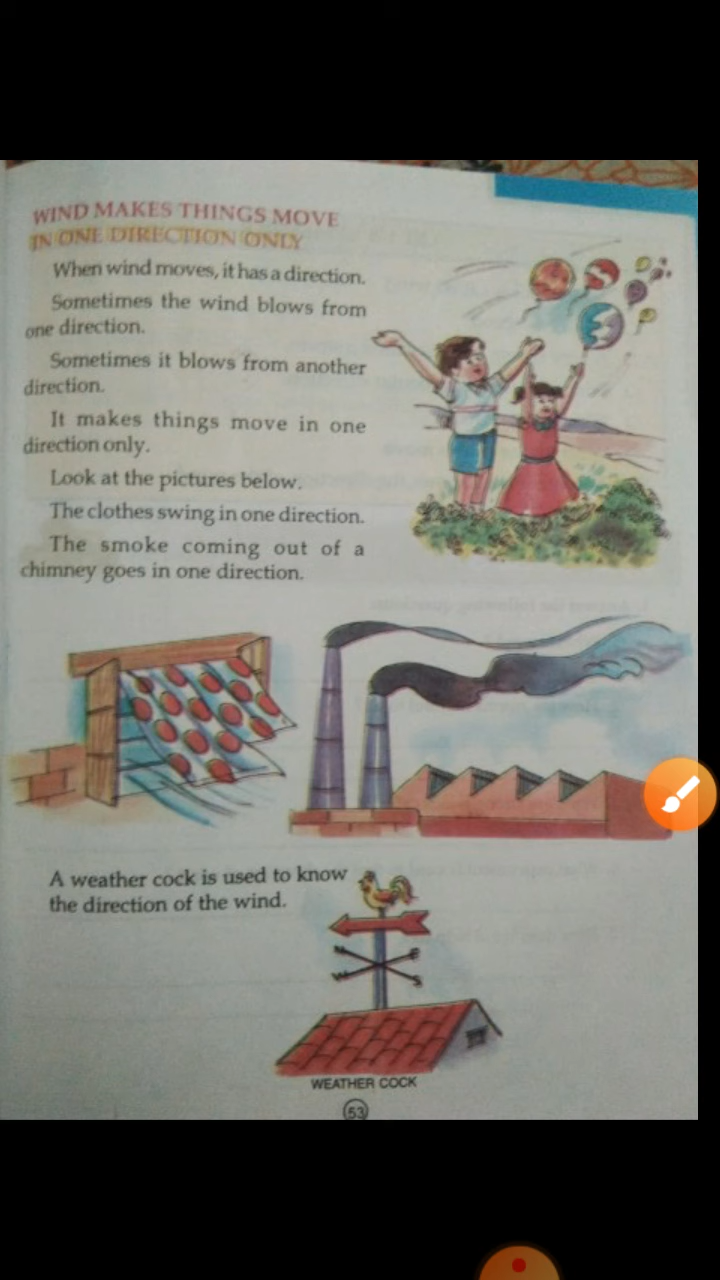 WIND MAKES THINGS MOVE
IN ONE DIRECTION ONLY
When wind moves, it has a direction.
Sometimes the wind blows from
one direction.
Sometimes it blows from another
direction.
It makes things move in one
direction only.
Look at the pictures below.
The clothes swing in one direction.
The smoke coming out of a
chimney goes in one direction.
A weather cock is used to know
the direction of the wind.
N E
W S
WEATHER COCK
53